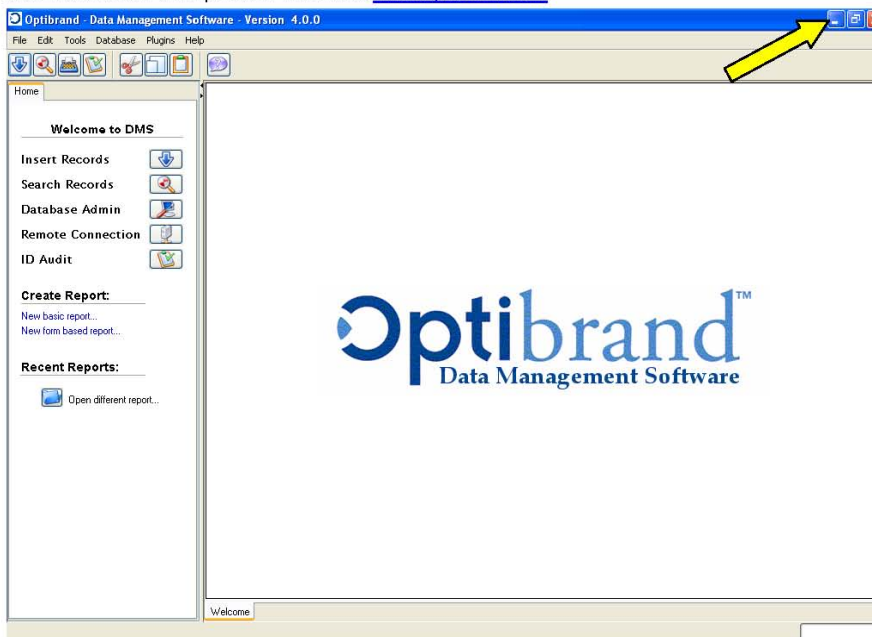 Optibrand - Data Management Software - Version 4.0.0
File Edit Tools Database Plugins Help
Home
Welcome to DMS
Insert Records
Search Records
Database Admin
Remote Connection
ID Audit
Create Report:
New basic report...
New form based report...
Recent Reports:
Open different report...
Optibrand™
Data Management Software
Welcome